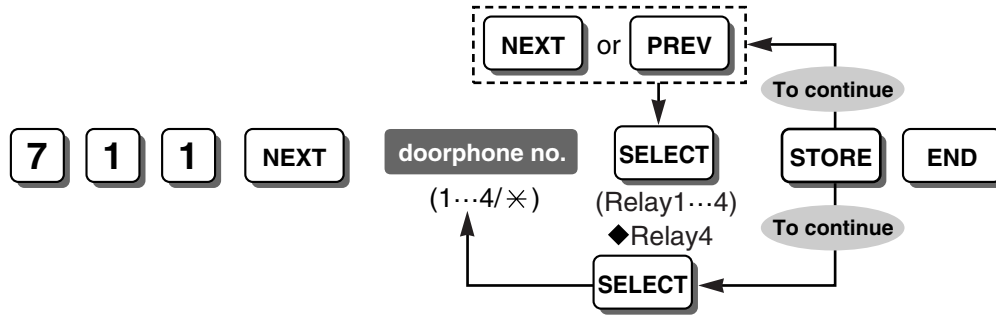 NEXT or PREV
To continue
7 1 1 NEXT doorphone no. SELECT STORE END
(1···4/✳) (Relay1···4)
◆Relay4
To continue
SELECT